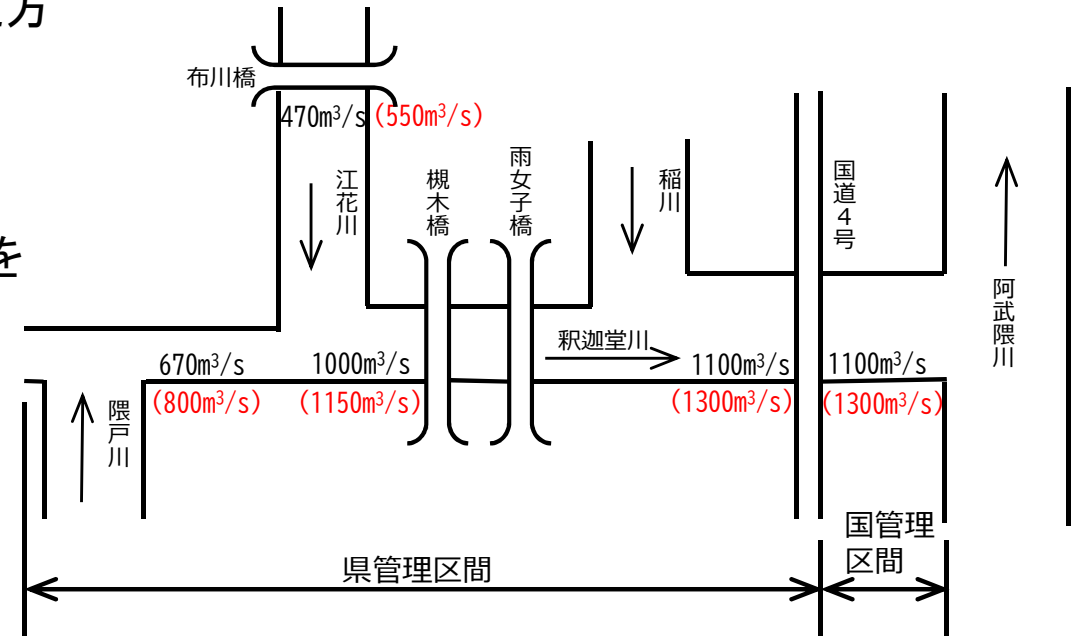 方
を
布川橋
470m³/s (550m³/s)
江花川
槻木橋
雨女子橋
稲川
国道4号
阿武隈川
釈迦堂川
670m³/s
1000m³/s
1100m³/s
1100m³/s
(800m³/s)
(1150m³/s)
(1300m³/s)
(1300m³/s)
隈戸川
国管理
区間
県管理区間